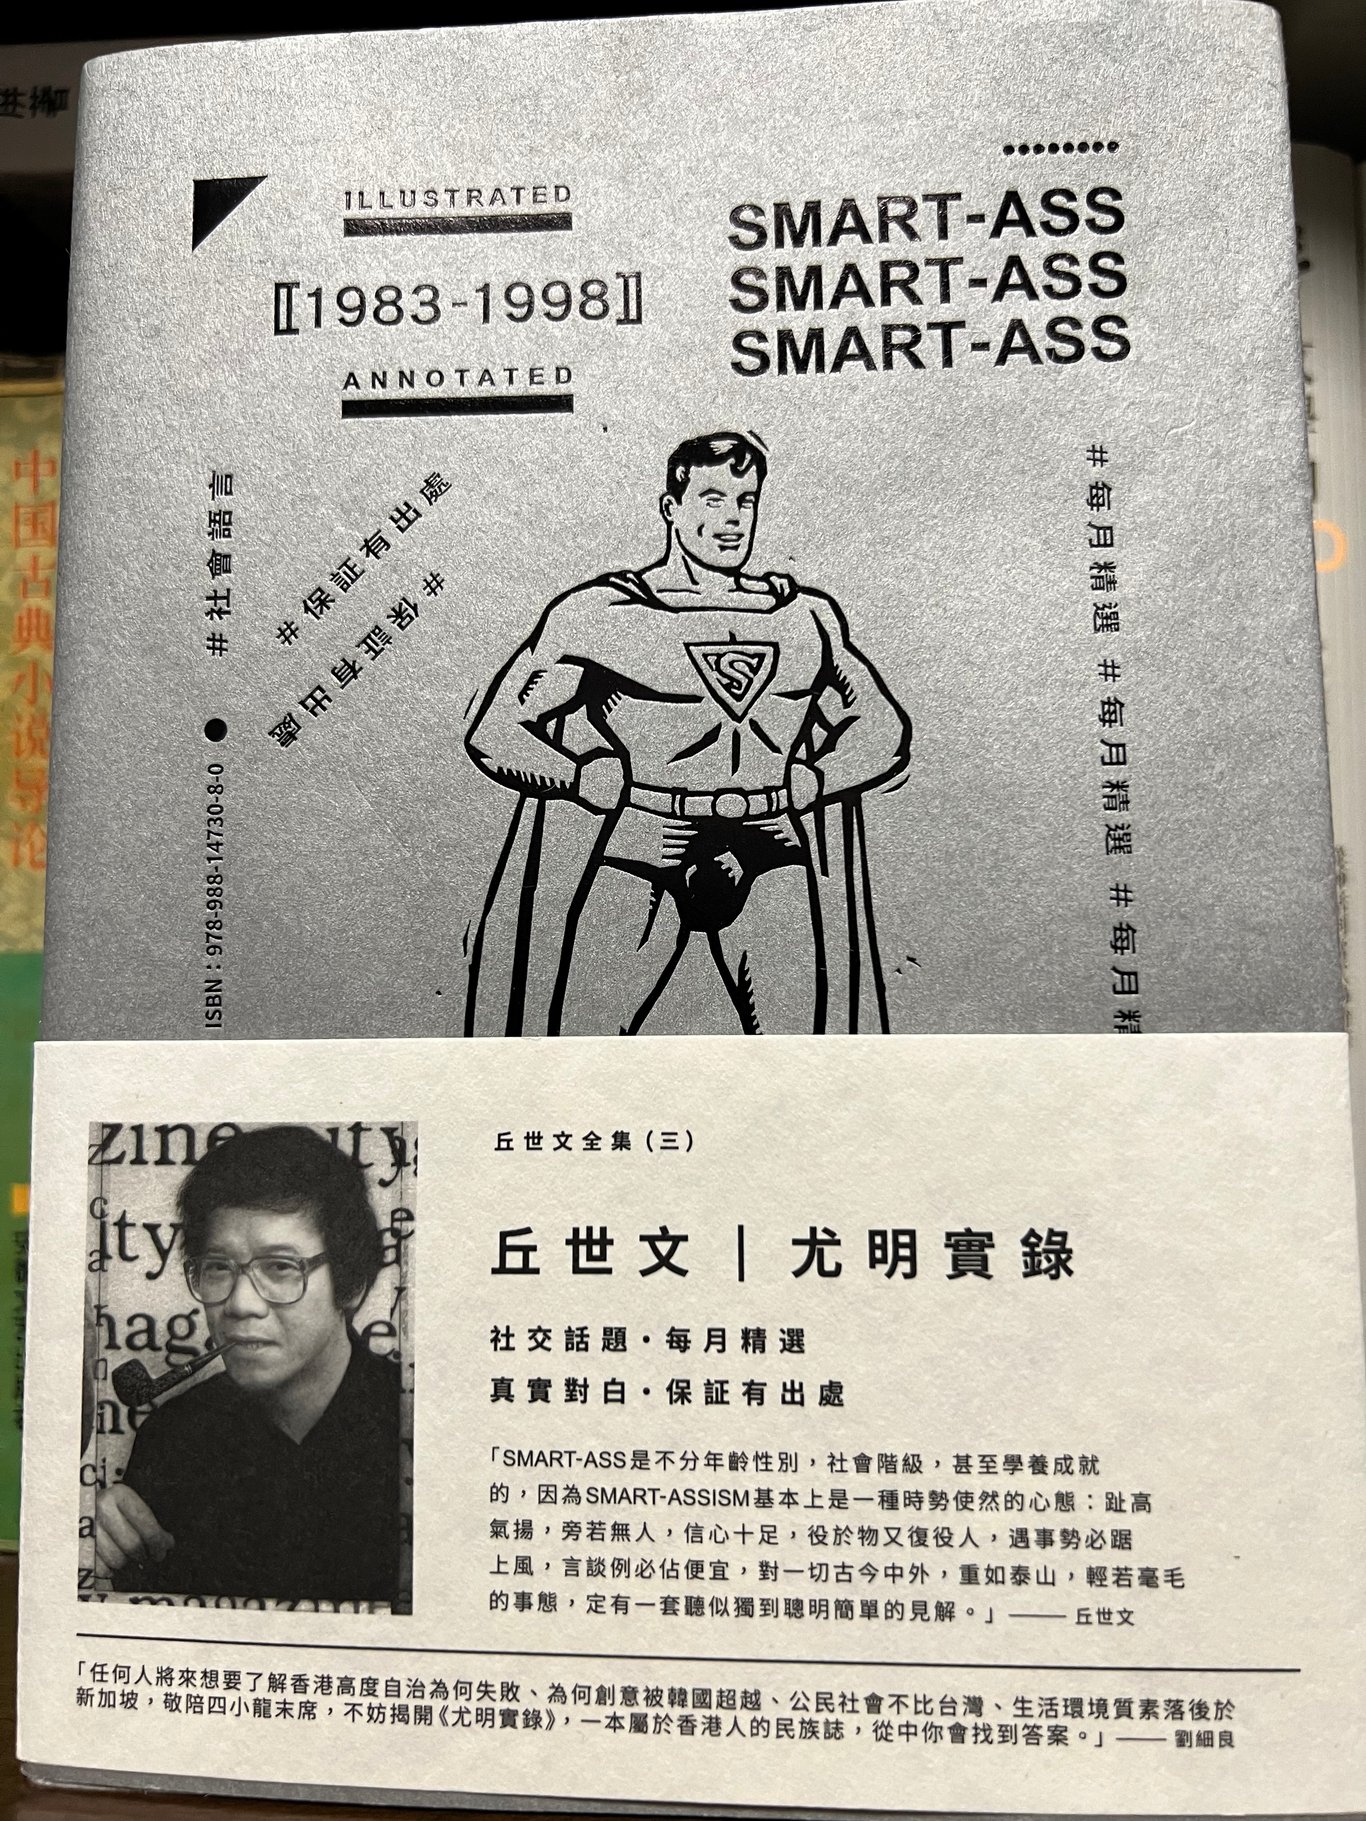 ILLUSTRATED
[[1983-1998]]
ANNOTATED
SMART-ASS
SMART-ASS
SMART-ASS
#社會語言
ISBN：978-988-14730-8-0
#保証有出處
#保証有出處
#每月精選 #每月精選 #每月精
S
中国古典小说导论
丘世文全集(三)
丘世文｜尤明實錄
社交話題·每月精選
真實對白·保証有出處
「SMART-ASS是不分年齡性別，社會階級，甚至學養成就
的，因為SMART-ASSISM基本上是一種時勢使然的心態：趾高
氣揚，旁若無人，信心十足，役於物又復役人，遇事勢必踞
上風，言談例必佔便宜，對一切古今中外，重如泰山，輕若毫毛
的事態，定有一套聽似獨到聰明簡單的見解。」—— 丘世文
「任何人將來想要了解香港高度自治為何失敗、為何創意被韓國超越、公民社會不比台灣、生活環境質素落後於
新加坡，敬陪四小龍末席，不妨揭開《尤明實錄》，一本屬於香港人的民族誌，從中你會找到答案。」—— 劉細良